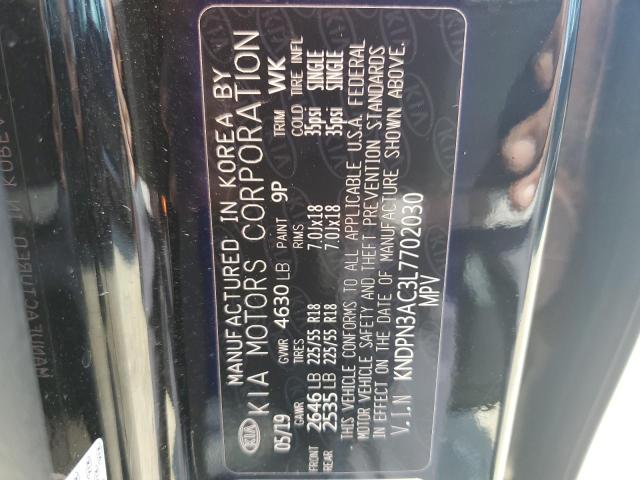 MANUFACTURED IN KOREA BY
KIA KIA MOTORS CORPORATION
05/19 GVWR 4630 LB PAINT 9P TRIM WK
GAWR TIRES RIMS COLD TIRE INFL
FRONT 2646 LB 225/55 R18 7.0Jx18 35psi SINGLE
REAR 2535 LB 225/55 R18 7.0Jx18 35psi SINGLE
THIS VEHICLE CONFORMS TO ALL APPLICABLE U.S.A. FEDERAL
MOTOR VEHICLE SAFETY AND THEFT PREVENTION STANDARDS
IN EFFECT ON THE DATE OF MANUFACTURE SHOWN ABOVE.
V.I.N KNDPN3AC3L7702030
MPV